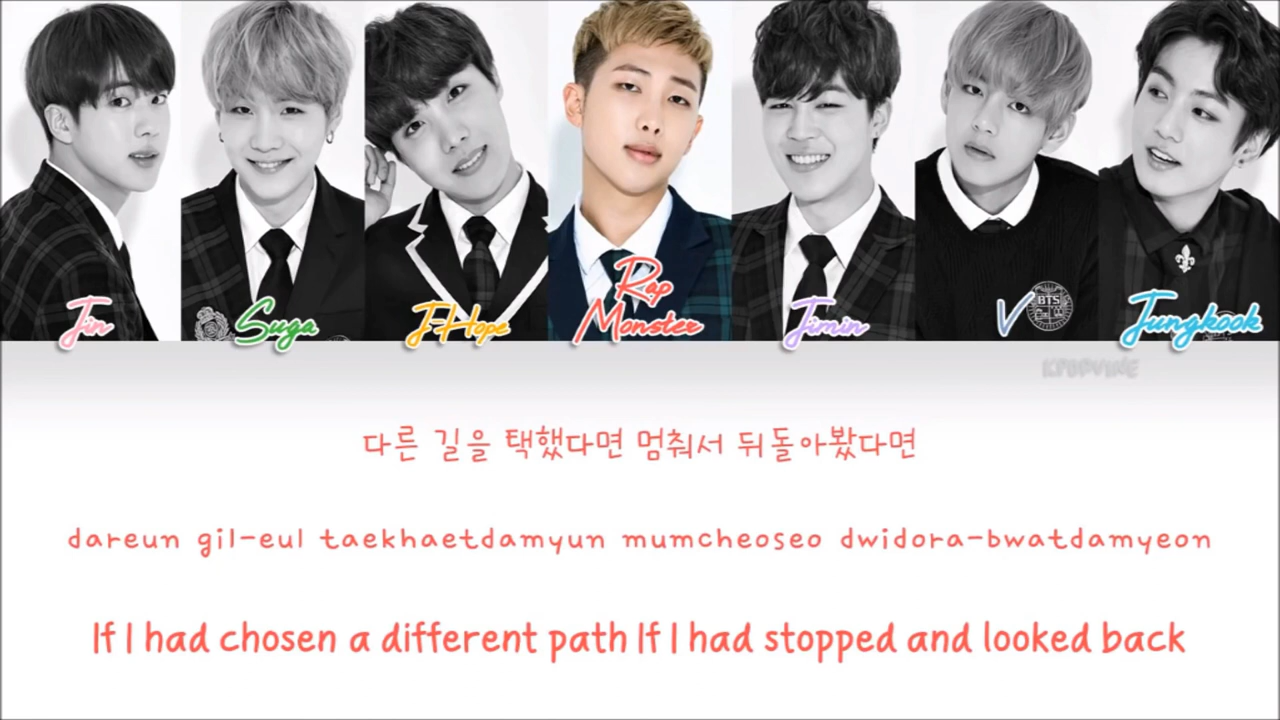 Jin
Suga
J-Hope
Rap
Monster
Jimin
V
BTS
Jungkook
KPOPVINE
다른 길을 택했다면 멈춰서 뒤돌아봤다면
dareun gil-eul taekhaetdamyun mumcheoseo dwidora-bwatdamyeon
If I had chosen a different path If I had stopped and looked back